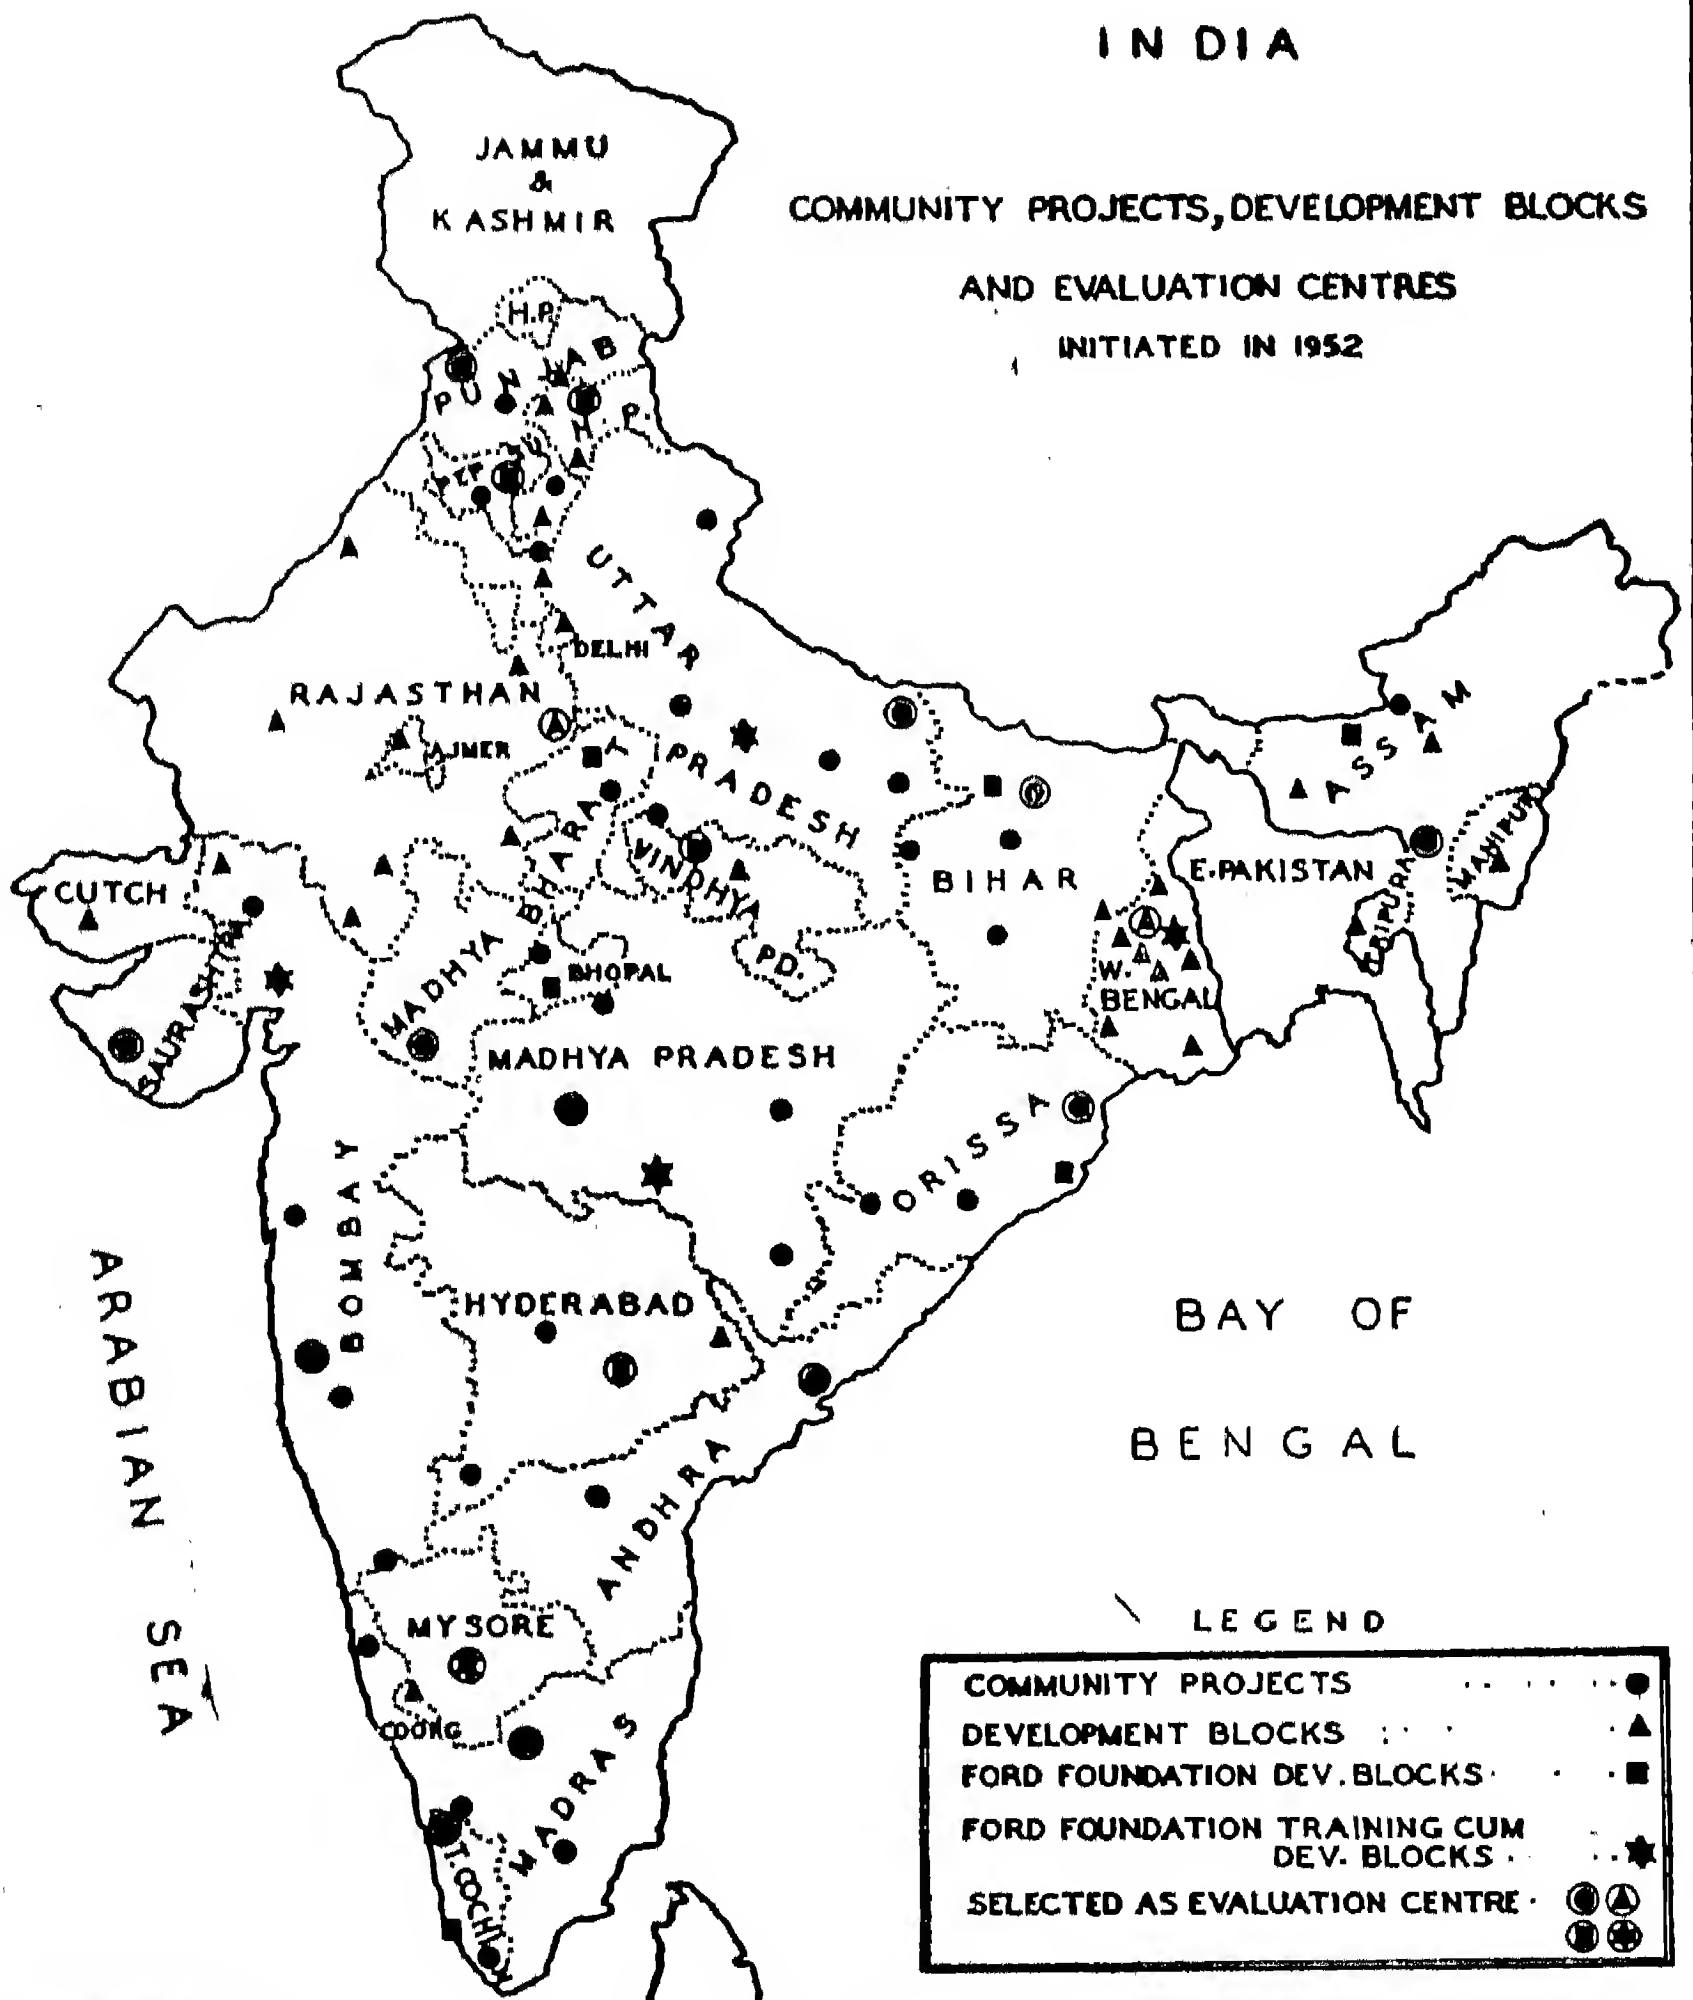 INDIA
COMMUNITY PROJECTS, DEVELOPMENT BLOCKS
AND EVALUATION CENTRES
INITIATED IN 1952
JAMMU
&
KASHMIR
H.P.
PUNJAB
H. P.
PEPSU
UTTAR PRADESH
DELHI
RAJASTHAN
AJMER
ASSAM
MADHYA BHARAT
VINDHYA PD.
BIHAR
E.PAKISTAN
MANIPUR
TRIPURA
CUTCH
SAURASHTRA
BHOPAL
W.
BENGAL
MADHYA PRADESH
ORISSA
BOMBAY
HYDERABAD
ANDHRA
ARABIAN SEA
BAY OF
BENGAL
MYSORE
COORG
MADRAS
T. COCHIN
LEGEND
COMMUNITY PROJECTS
DEVELOPMENT BLOCKS
FORD FOUNDATION DEV. BLOCKS
FORD FOUNDATION TRAINING CUM
DEV. BLOCKS
SELECTED AS EVALUATION CENTRE